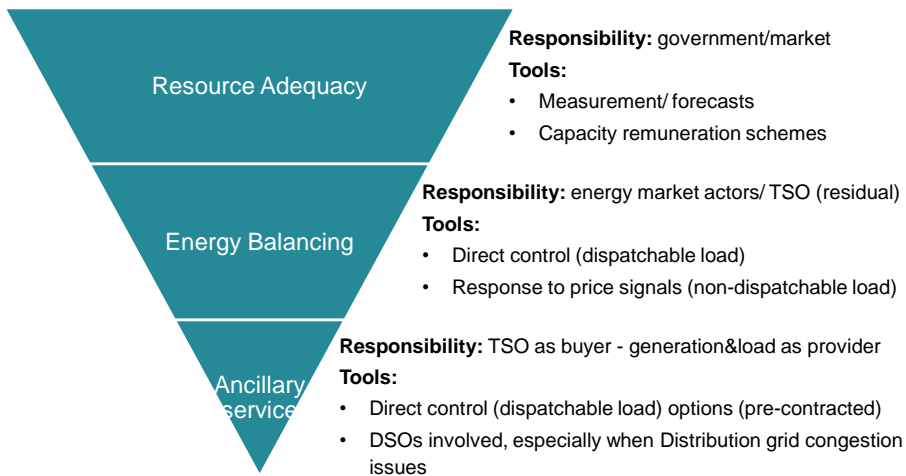 Resource Adequacy
Responsibility: government/market
Tools:
• Measurement/ forecasts
• Capacity remuneration schemes
Energy Balancing
Responsibility: energy market actors/ TSO (residual)
Tools:
• Direct control (dispatchable load)
• Response to price signals (non-dispatchable load)
Ancillary
service
Responsibility: TSO as buyer - generation&load as provider
Tools:
• Direct control (dispatchable load) options (pre-contracted)
• DSOs involved, especially when Distribution grid congestion
issues